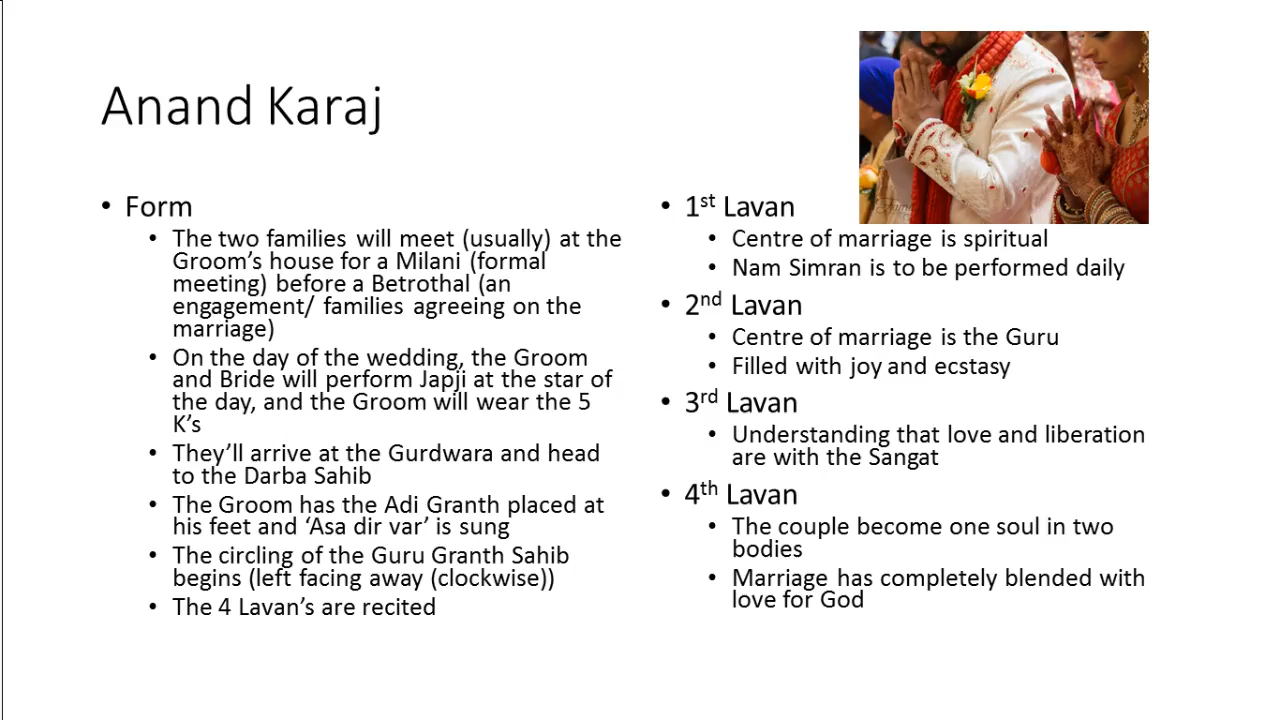 Anand Karaj
• Form
• The two families will meet (usually) at the
Groom’s house for a Milani (formal
meeting) before a Betrothal (an
engagement/ families agreeing on the
marriage)
• On the day of the wedding, the Groom
and Bride will perform Japji at the star of
the day, and the Groom will wear the 5
K’s
• They’ll arrive at the Gurdwara and head
to the Darba Sahib
• The Groom has the Adi Granth placed at
his feet and ‘Asa dir var’ is sung
• The circling of the Guru Granth Sahib
begins (left facing away (clockwise))
• The 4 Lavan’s are recited
• 1st Lavan
• Centre of marriage is spiritual
• Nam Simran is to be performed daily
• 2nd Lavan
• Centre of marriage is the Guru
• Filled with joy and ecstasy
• 3rd Lavan
• Understanding that love and liberation
are with the Sangat
• 4th Lavan
• The couple become one soul in two
bodies
• Marriage has completely blended with
love for God